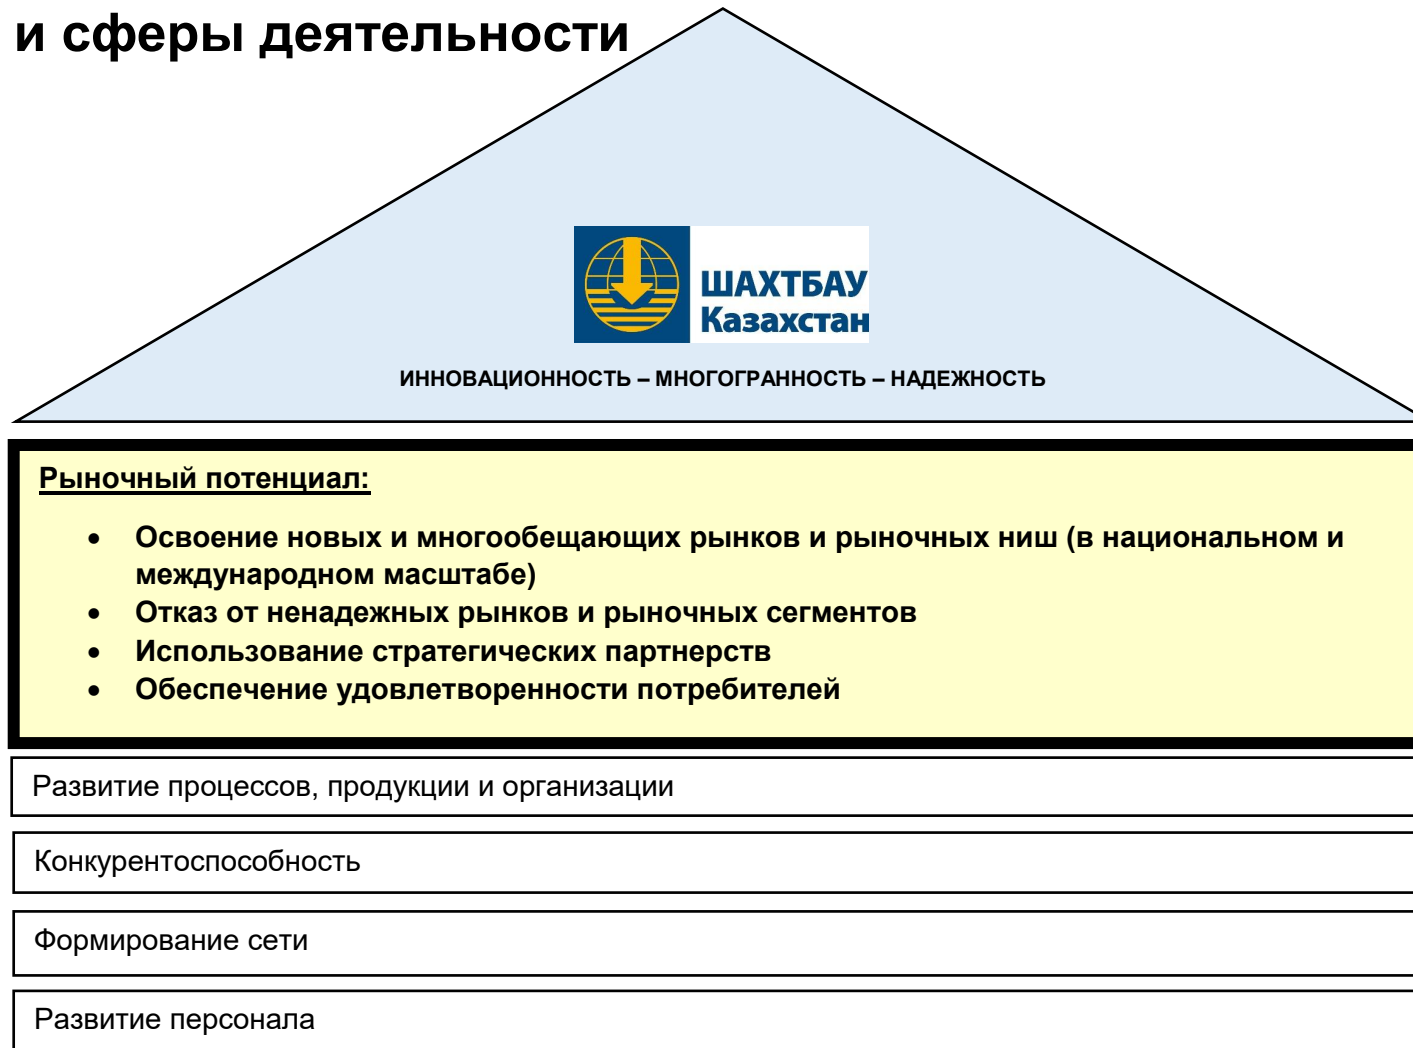 и сферы деятельности
ШАХТБАУ
Казахстан
ИННОВАЦИОННОСТЬ – МНОГОГРАННОСТЬ – НАДЕЖНОСТЬ
Рыночный потенциал:
• Освоение новых и многообещающих рынков и рыночных ниш (в национальном и
международном масштабе)
• Отказ от ненадежных рынков и рыночных сегментов
• Использование стратегических партнерств
• Обеспечение удовлетворенности потребителей
Развитие процессов, продукции и организации
Конкурентоспособность
Формирование сети
Развитие персонала